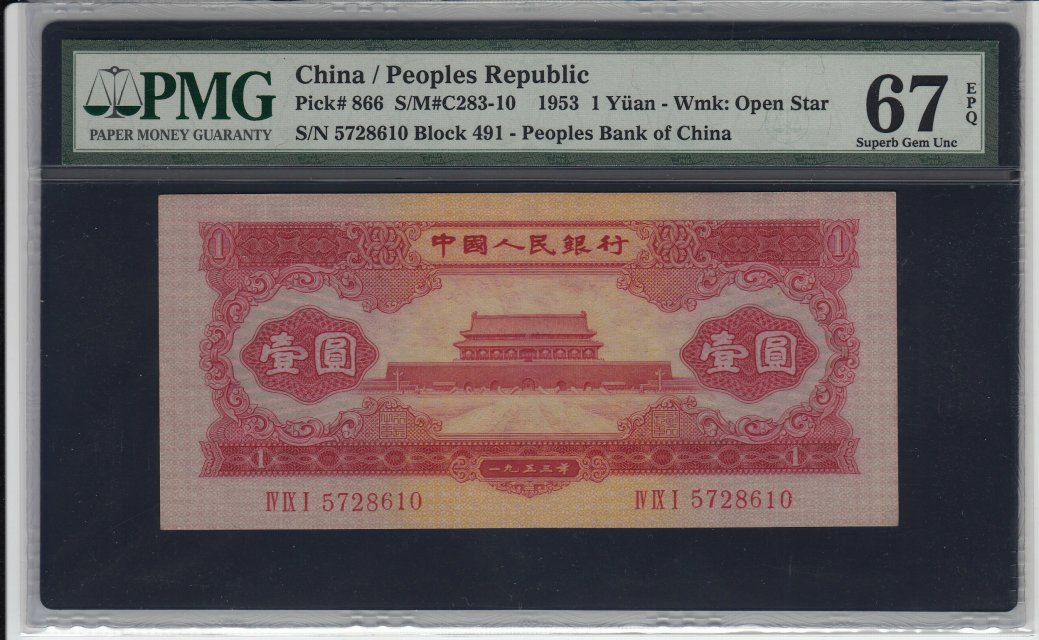 PMG
PAPER MONEY GUARANTY
China / Peoples Republic
Pick# 866 S/M#C283-10 1953 1 Yüan - Wmk: Open Star
S/N 5728610 Block 491 - Peoples Bank of China
67
EPQ
Superb Gem Unc
1 中國人民銀行 1
壹圓 壹圓
1 一九五三年 1
IV IX I 5728610 IV IX I 5728610